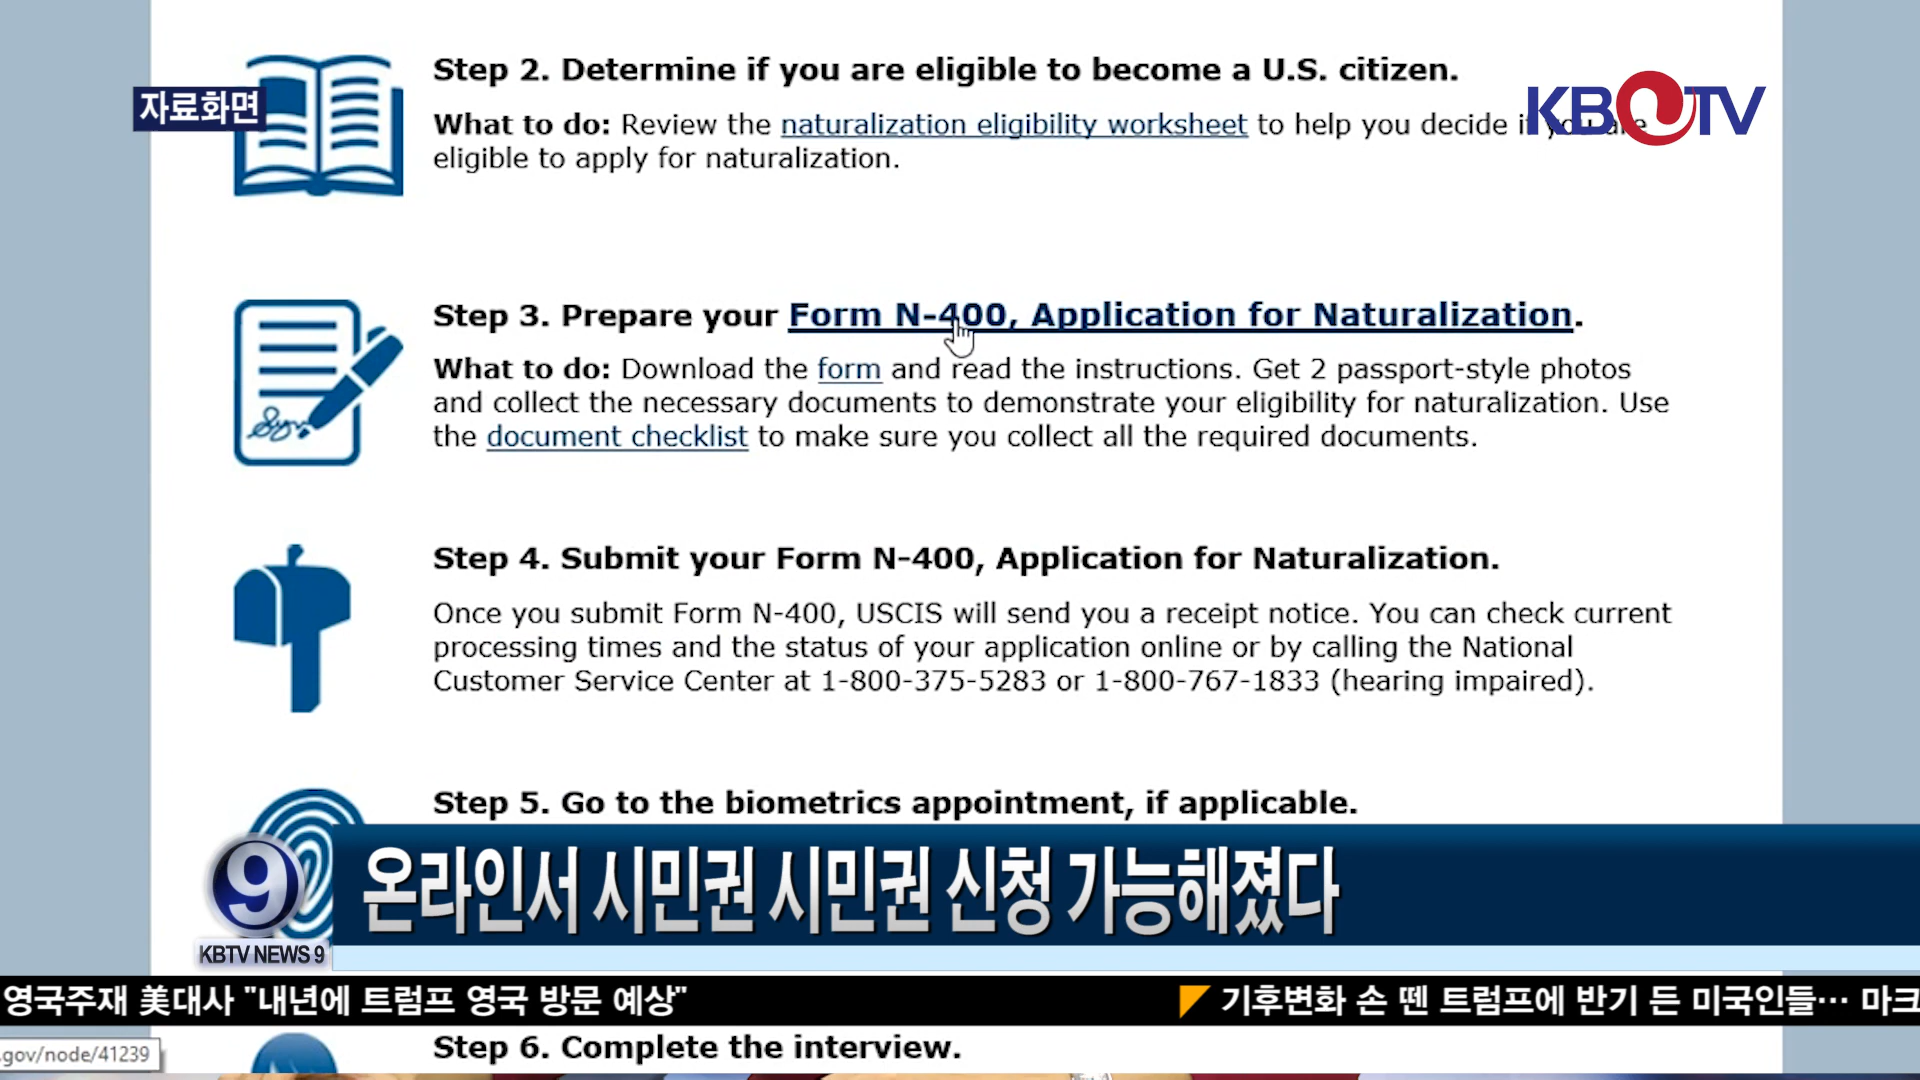 Step 2. Determine if you are eligible to become a U.S. citizen.
자료화면
KBTV
What to do: Review the naturalization eligibility worksheet to help you decide if you are
eligible to apply for naturalization.
Step 3. Prepare your Form N-400, Application for Naturalization.
What to do: Download the form and read the instructions. Get 2 passport-style photos
and collect the necessary documents to demonstrate your eligibility for naturalization. Use
the document checklist to make sure you collect all the required documents.
Step 4. Submit your Form N-400, Application for Naturalization.
Once you submit Form N-400, USCIS will send you a receipt notice. You can check current
processing times and the status of your application online or by calling the National
Customer Service Center at 1-800-375-5283 or 1-800-767-1833 (hearing impaired).
Step 5. Go to the biometrics appointment, if applicable.
9
온라인서 시민권 시민권 신청 가능해졌다
KBTV NEWS 9
영국주재 美대사 "내년에 트럼프 영국 방문 예상"
기후변화 손 뗀 트럼프에 반기 든 미국인들… 마크
.gov/node/41239
Step 6. Complete the interview.